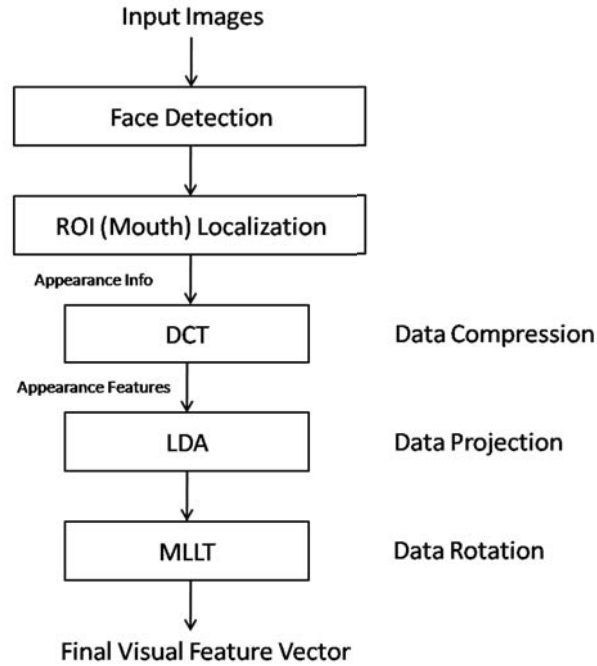 Input Images
Face Detection
ROI (Mouth) Localization
Appearance Info
DCT
Data Compression
Appearance Features
LDA
Data Projection
MLLT
Data Rotation
Final Visual Feature Vector